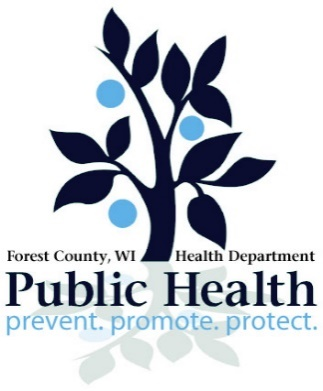 Forest County, WI Health Department
Public Health
prevent. promote. protect.